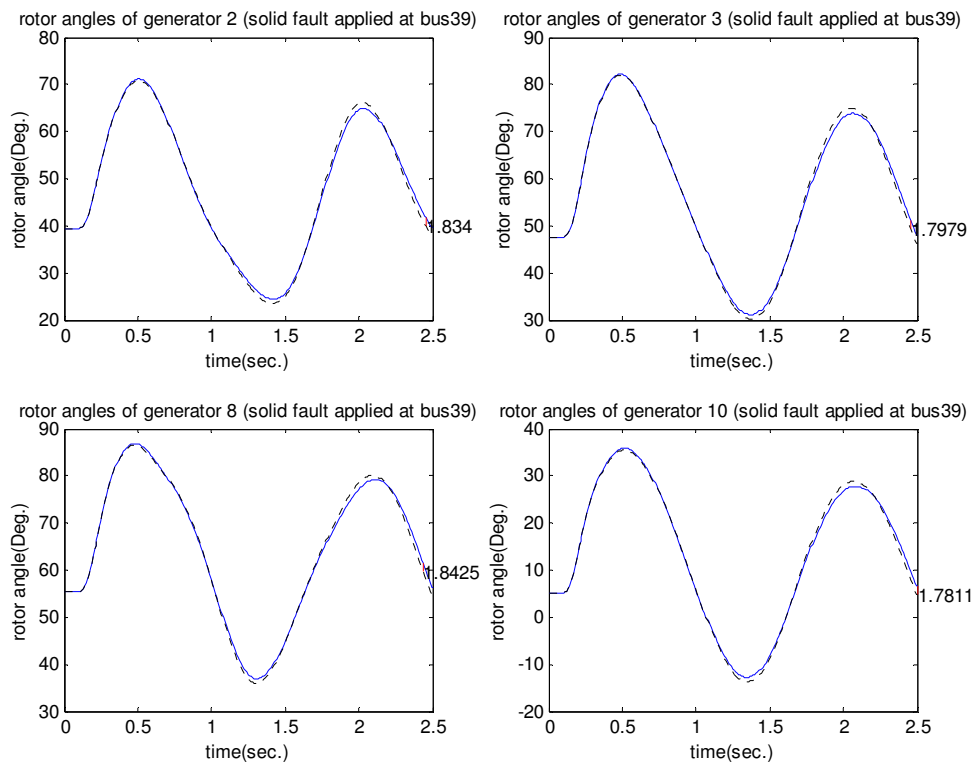 rotor angles of generator 2 (solid fault applied at bus39)
80
70
60
50
40
30
20
rotor angle(Deg.)
0 0.5 1 1.5 2 2.5
time(sec.)
.834
rotor angles of generator 3 (solid fault applied at bus39)
90
80
70
60
50
40
30
rotor angle(Deg.)
0 0.5 1 1.5 2 2.5
time(sec.)
1.7979
rotor angles of generator 8 (solid fault applied at bus39)
90
80
70
60
50
40
30
rotor angle(Deg.)
0 0.5 1 1.5 2 2.5
time(sec.)
.8425
rotor angles of generator 10 (solid fault applied at bus39)
40
30
20
10
0
-10
-20
rotor angle(Deg.)
0 0.5 1 1.5 2 2.5
time(sec.)
1.7811